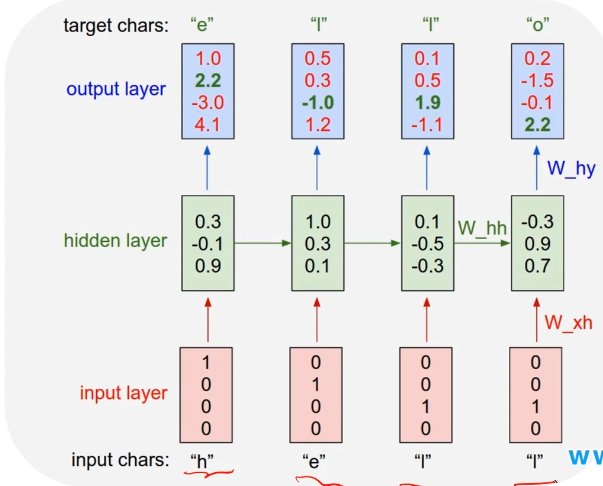 target chars: “e” “l” “l” “o”
output layer
1.0 0.5 0.1 0.2
2.2 0.3 0.5 -1.5
-3.0 -1.0 1.9 -0.1
4.1 1.2 -1.1 2.2
W_hy
hidden layer
0.3 1.0 0.1 -0.3
-0.1 0.3 -0.5 0.9
0.9 0.1 -0.3 0.7
W_hh
W_xh
input layer
1 0 0 0
0 1 0 0
0 0 1 1
0 0 0 0
input chars: “h” “e” “l” “l”